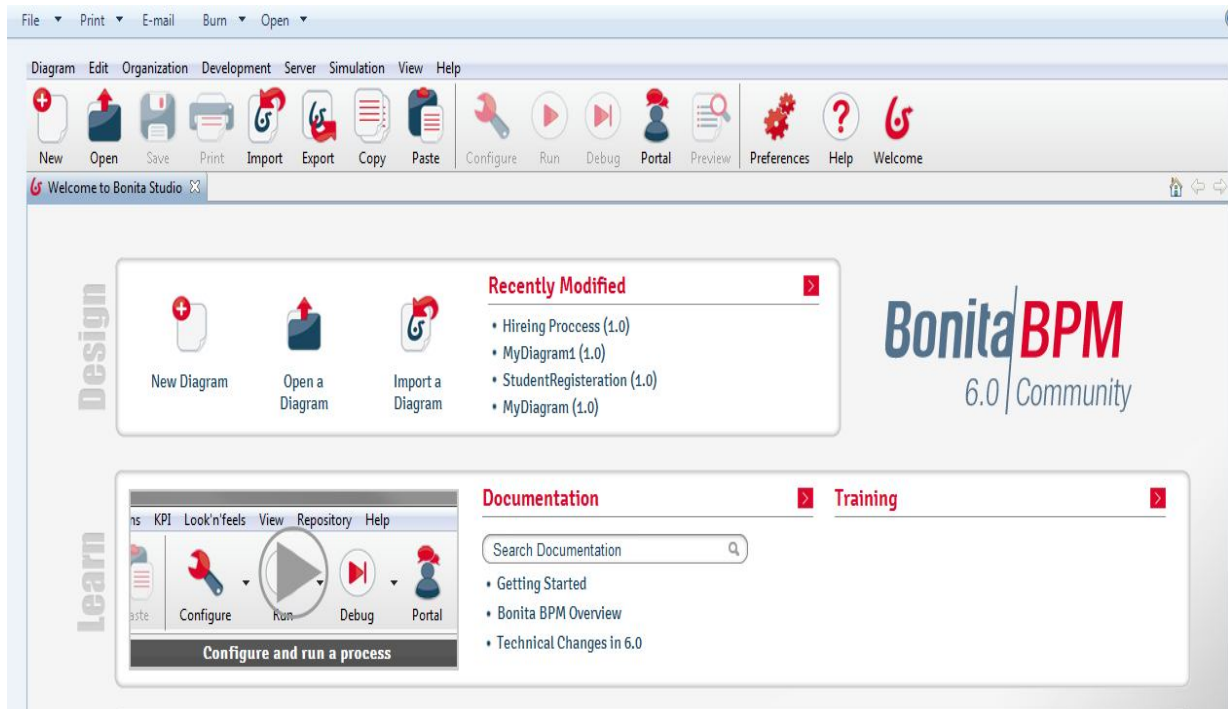 File Print E-mail Burn Open
Diagram Edit Organization Development Server Simulation View Help
New Open Save Print Import Export Copy Paste Configure Run Debug Portal Preview Preferences Help Welcome
Welcome to Bonita Studio
Design
New Diagram
Open a
Diagram
Import a
Diagram
Recently Modified
• Hireing Proccess (1.0)
• MyDiagram1 (1.0)
• StudentRegisteration (1.0)
• MyDiagram (1.0)
Bonita BPM
6.0 Community
Learn
ns KPI Look'n'feels View Repository Help
aste Configure Run Debug Portal
Configure and run a process
Documentation
Search Documentation
• Getting Started
• Bonita BPM Overview
• Technical Changes in 6.0
Training